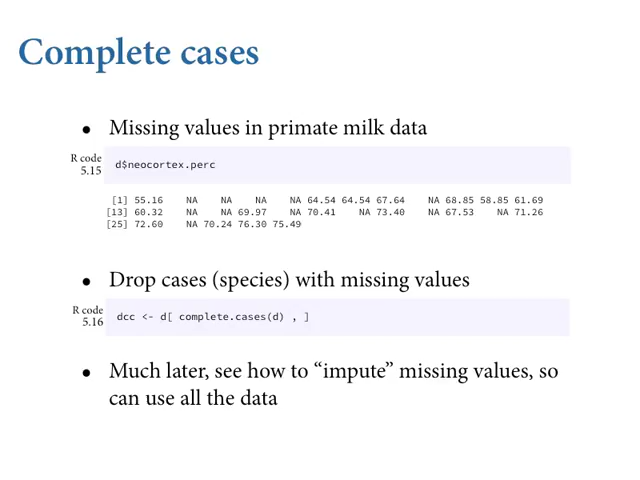 Complete cases
• Missing values in primate milk data
R code
5.15
d$neocortex.perc
[1] 55.16 NA NA NA NA 64.54 64.54 67.64 NA 68.85 58.85 61.69
[13] 60.32 NA NA 69.97 NA 70.41 NA 73.40 NA 67.53 NA 71.26
[25] 72.60 NA 70.24 76.30 75.49
• Drop cases (species) with missing values
R code
5.16
dcc <- d[ complete.cases(d) , ]
• Much later, see how to “impute” missing values, so
can use all the data